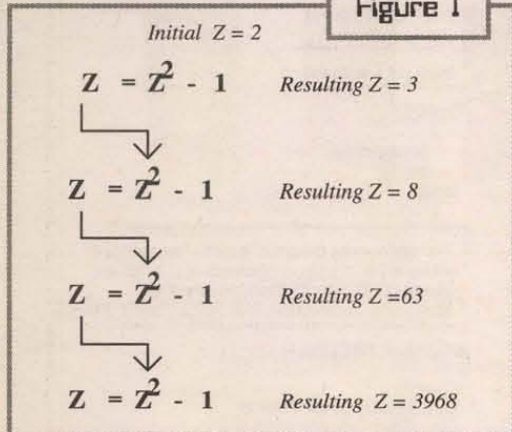 Figure 1
Initial Z = 2
Z = Z² - 1 Resulting Z = 3
Z = Z² - 1 Resulting Z = 8
Z = Z² - 1 Resulting Z =63
Z = Z² - 1 Resulting Z = 3968